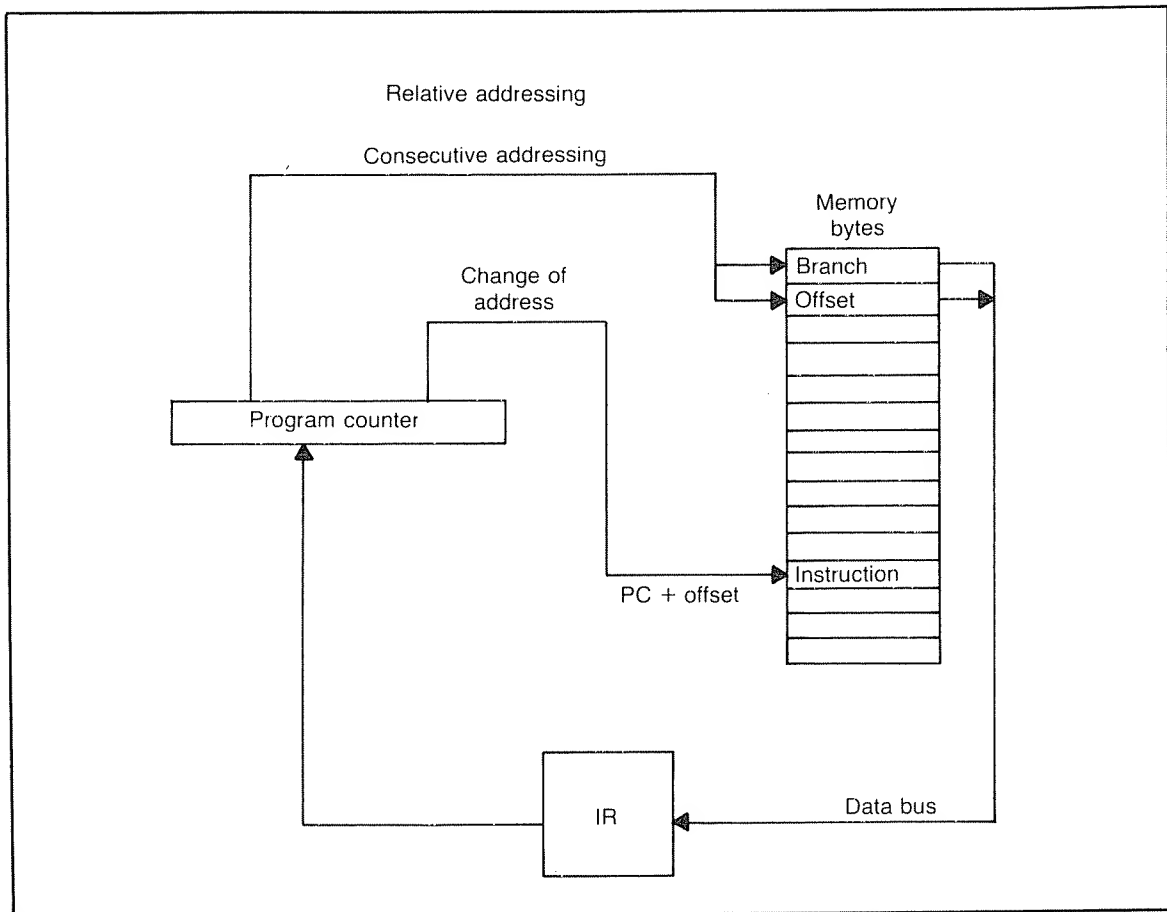 Relative addressing
Consecutive addressing
Memory
bytes
Branch
Change of
address
Offset
Program counter
Instruction
PC + offset
IR
Data bus